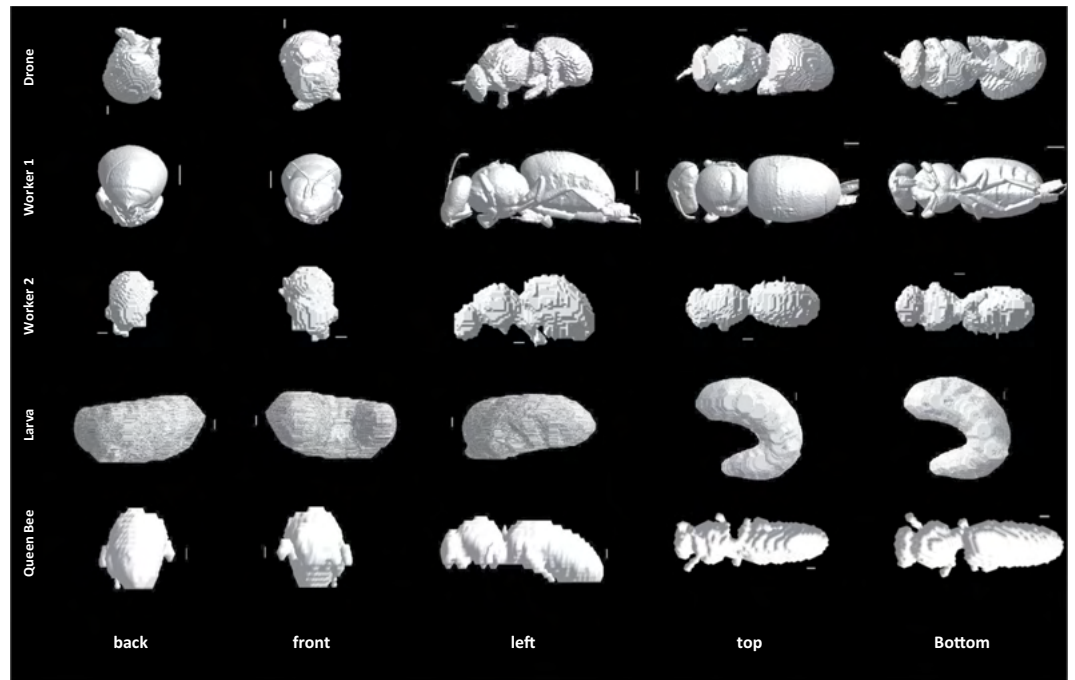 Drone
Worker 1
Worker 2
Larva
Queen Bee
back front left top Bottom